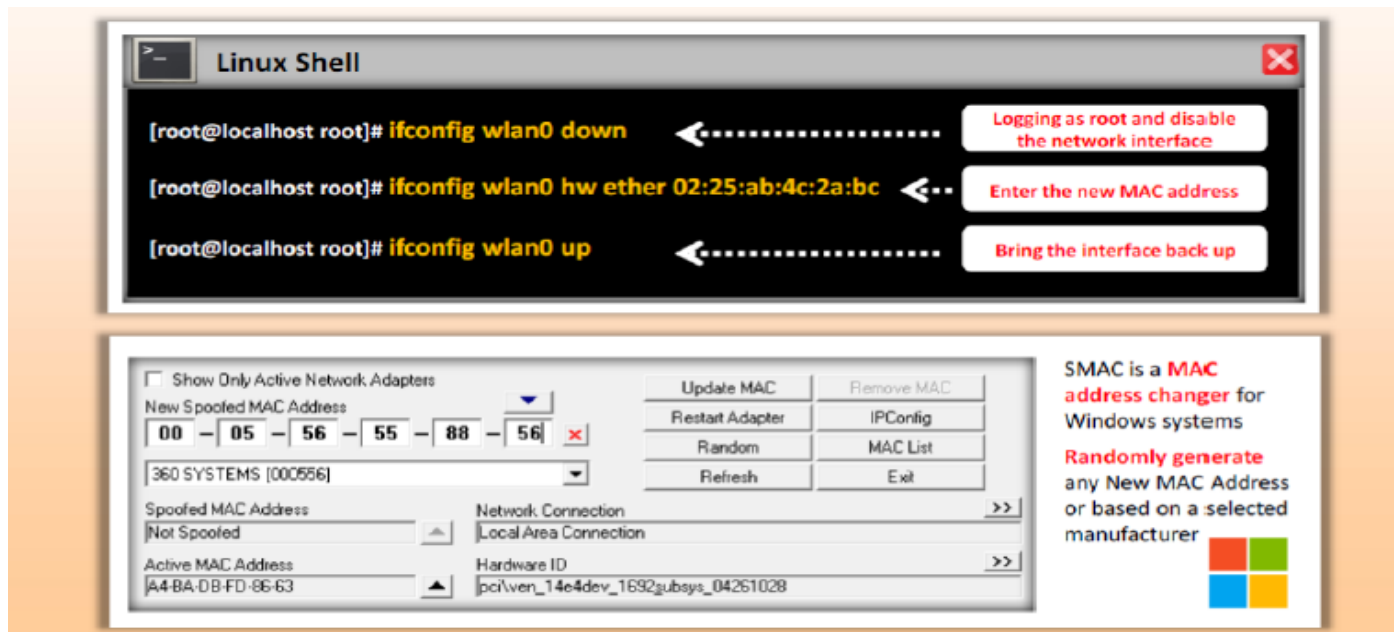 >_ Linux Shell
[root@localhost root]# ifconfig wlan0 down
Logging as root and disable
the network interface
[root@localhost root]# ifconfig wlan0 hw ether 02:25:ab:4c:2a:bc
Enter the new MAC address
[root@localhost root]# ifconfig wlan0 up
Bring the interface back up
Show Only Active Network Adapters
New Spoofed MAC Address
00 – 05 – 56 – 55 – 88 – 56
360 SYSTEMS [000556]
Spoofed MAC Address
Not Spoofed
Active MAC Address
A4-BA-DB-FD-86-63
Update MAC
Remove MAC
Restart Adapter
IPConfig
Random
MAC List
Refresh
Exit
Network Connection
>>
Local Area Connection
Hardware ID
>>
pci\ven_14e4dev_1692subsys_04261028
SMAC is a MAC
address changer for
Windows systems
Randomly generate
any New MAC Address
or based on a selected
manufacturer